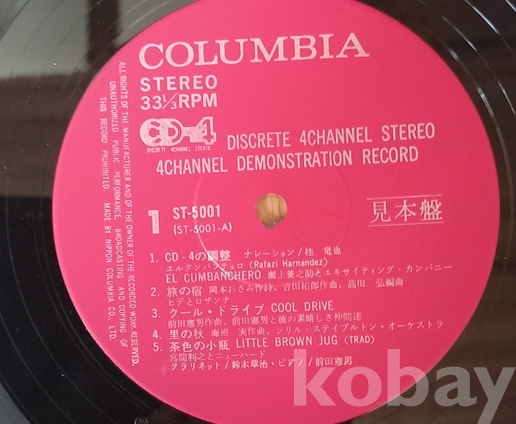 COLUMBIA
STEREO
33⅓RPM
CD-4
DISCRETE 4CHANNEL STEREO
DISCRETE 4CHANNEL STEREO
4CHANNEL DEMONSTRATION RECORD
1
ST-5001
(ST-5001-A)
見本盤
1. CD・4の調整 ナレーション/桂 竜也
エルクンバンチェロ (Rafazi Harnandez)
2. EL CUMBANCHERO 瀬上養之助とエキサイティング・カンパニー
旅の宿 岡本おさみ作詩、吉田拓郎作曲、高田 弘編曲
ヒデとロザンナ
3. クール・ドライブ COOL DRIVE
前田憲男作曲、前田憲男と彼の素晴しき仲間達
4. 里の秋 海沼 実作曲、シリル・ステイプルトン・オーケストラ
5. 茶色の小瓶 LITTLE BROWN JUG (TRAD)
宮間利之とニューハード
クラリネット/鈴木章治・ピアノ/前田憲男
ALL RIGHTS OF THE MANUFACTURER AND OF THE OWNER OF THE RECORDED WORK RESERVED.
UNAUTHORIZED PUBLIC PERFORMANCE, BROADCASTING AND COPYING OF
THIS RECORD PROHIBITED. MADE BY NIPPON COLUMBIA CO., LTD.
kobay